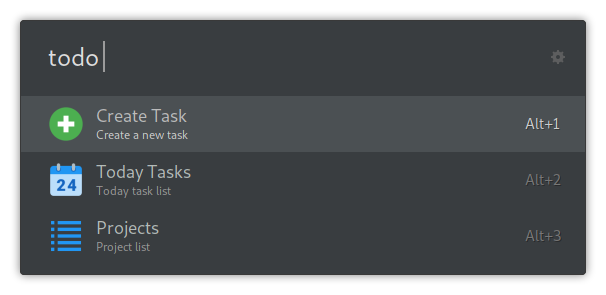 todo
Create Task
Create a new task
Alt+1
24
Today Tasks
Today task list
Alt+2
Projects
Project list
Alt+3